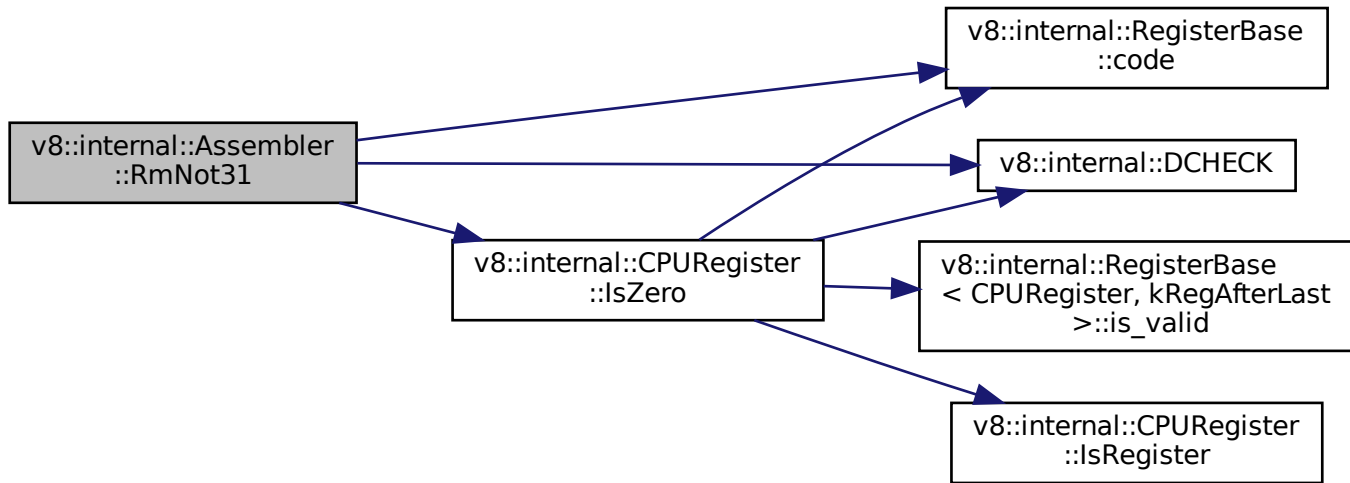 v8::internal::RegisterBase
::code
v8::internal::Assembler
::RmNot31
v8::internal::DCHECK
v8::internal::CPURegister
::IsZero
v8::internal::RegisterBase
< CPURegister, kRegAfterLast
>::is_valid
v8::internal::CPURegister
::IsRegister